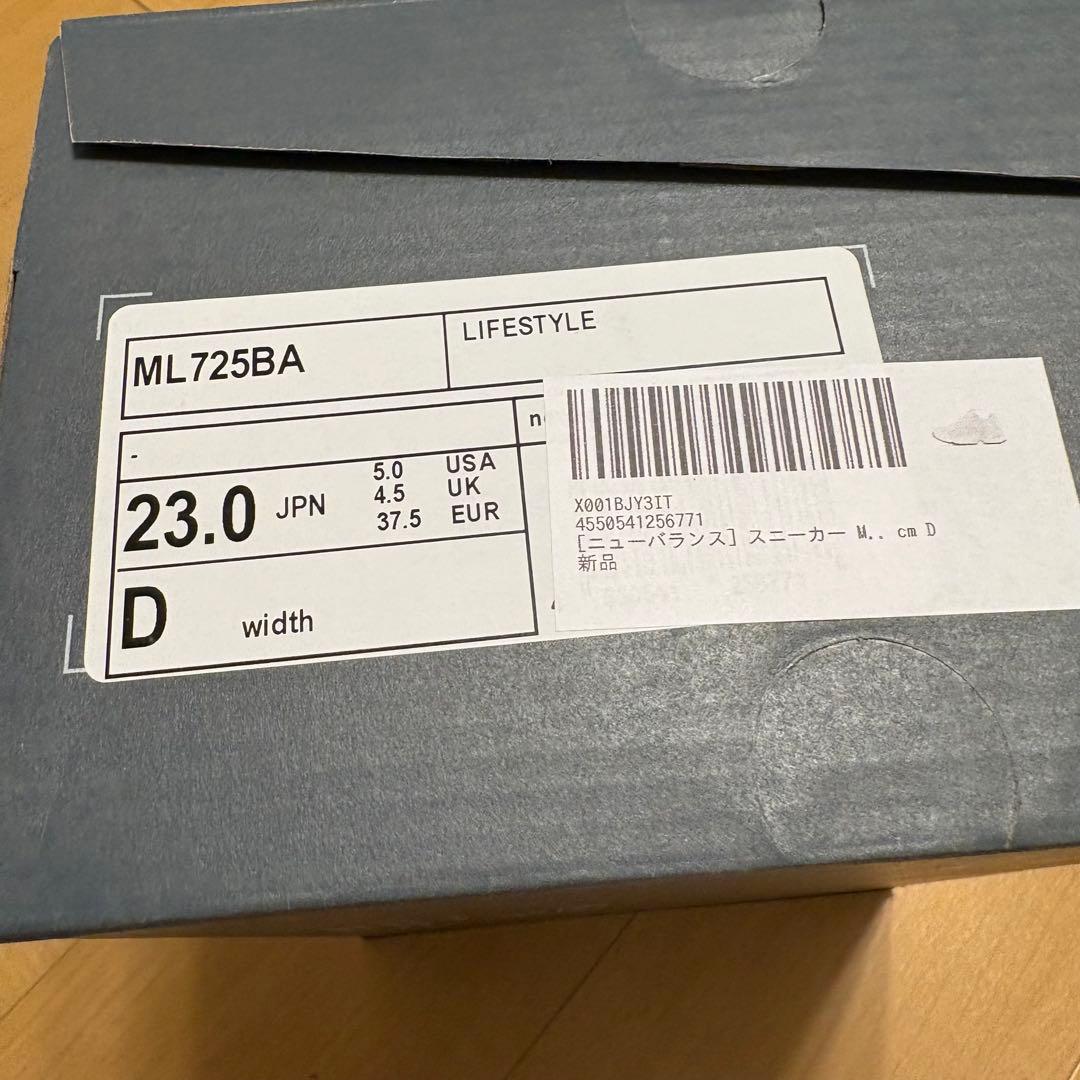 ML725BA
LIFESTYLE
-
n
23.0 JPN
5.0 USA
4.5 UK
37.5 EUR
D width
X001BJY3IT
4550541256771
[ニューバランス] スニーカー M.. cm D
新品